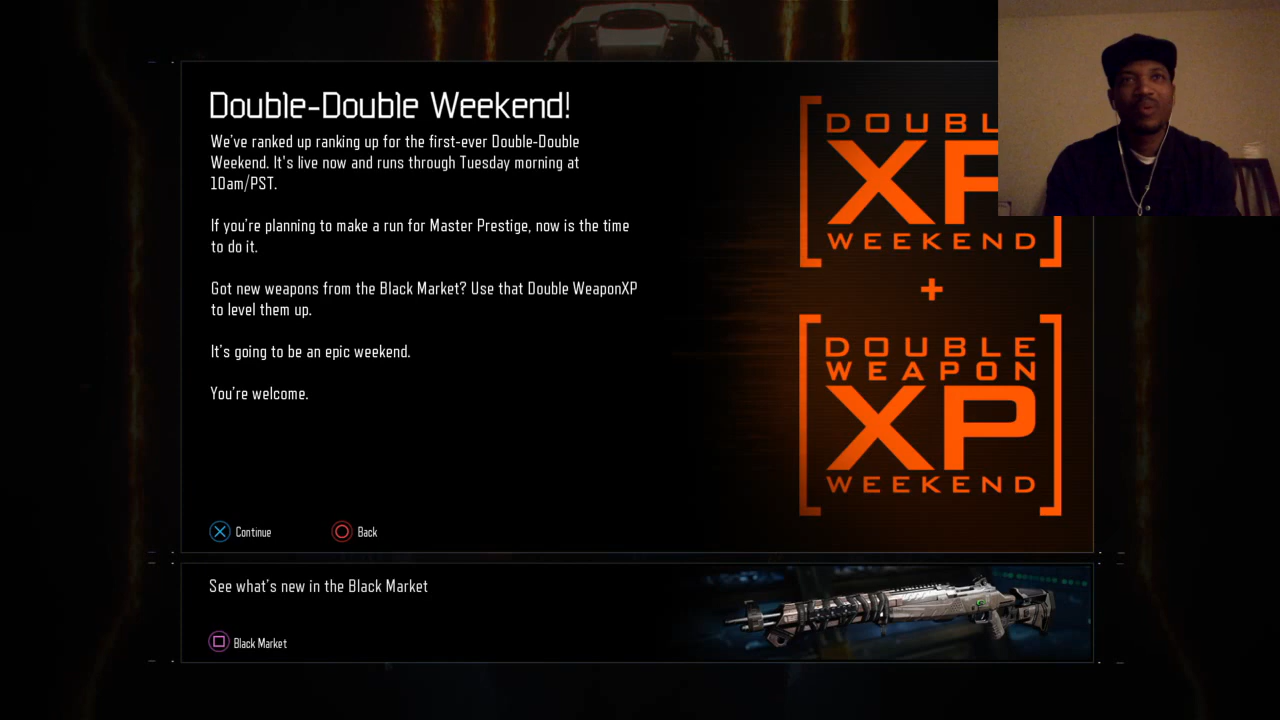 Double-Double Weekend!
We've ranked up ranking up for the first-ever Double-Double
Weekend. It's live now and runs through Tuesday morning at
10am/PST.
If you're planning to make a run for Master Prestige, now is the time
to do it.
Got new weapons from the Black Market? Use that Double WeaponXP
to level them up.
It's going to be an epic weekend.
You're welcome.
Continue
Back
DOUBL
XP
WEEKEND
+
DOUBLE
WEAPON
XP
WEEKEND
See what's new in the Black Market
Black Market